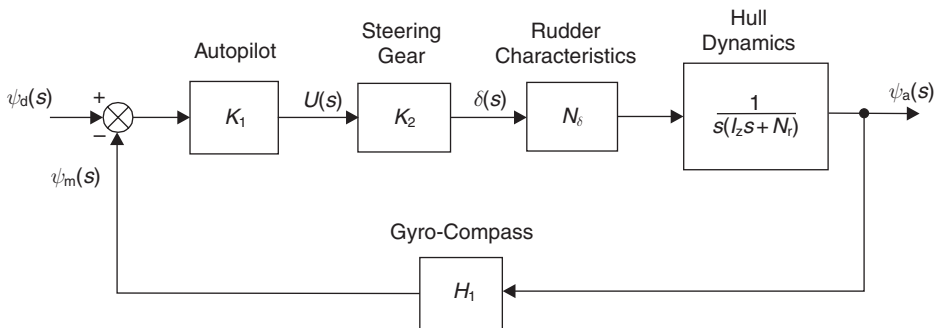 Hull
Dynamics
Steering
Gear
Rudder
Characteristics
Autopilot
ψd(s)
+
−
K1
U(s)
K2
δ(s)
Nδ
1
s(Izs + Nr)
ψa(s)
ψm(s)
Gyro-Compass
H1